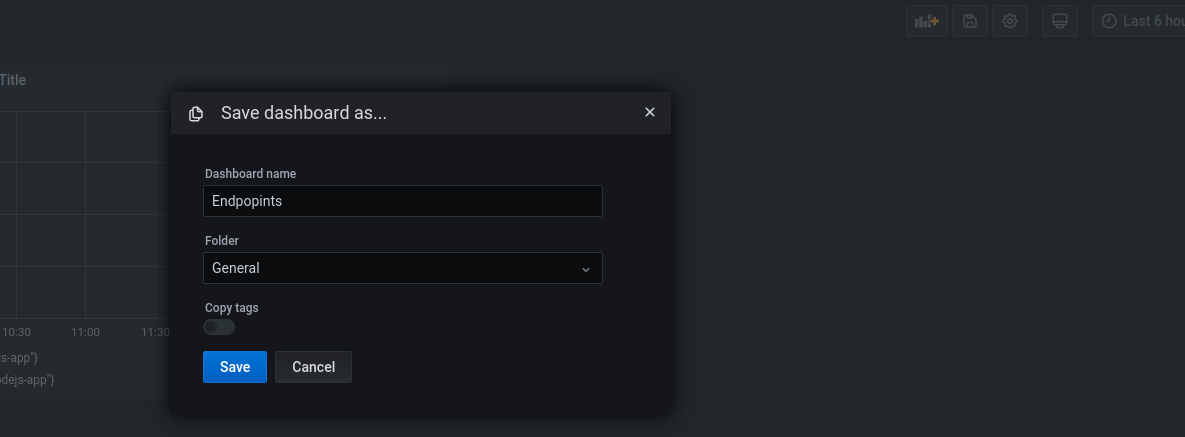 Last 6 hou
Title
Save dashboard as...
Dashboard name
Endpopints
Folder
General
Copy tags
10:30 11:00 11:30
js-app"}
odejs-app"}
Save Cancel